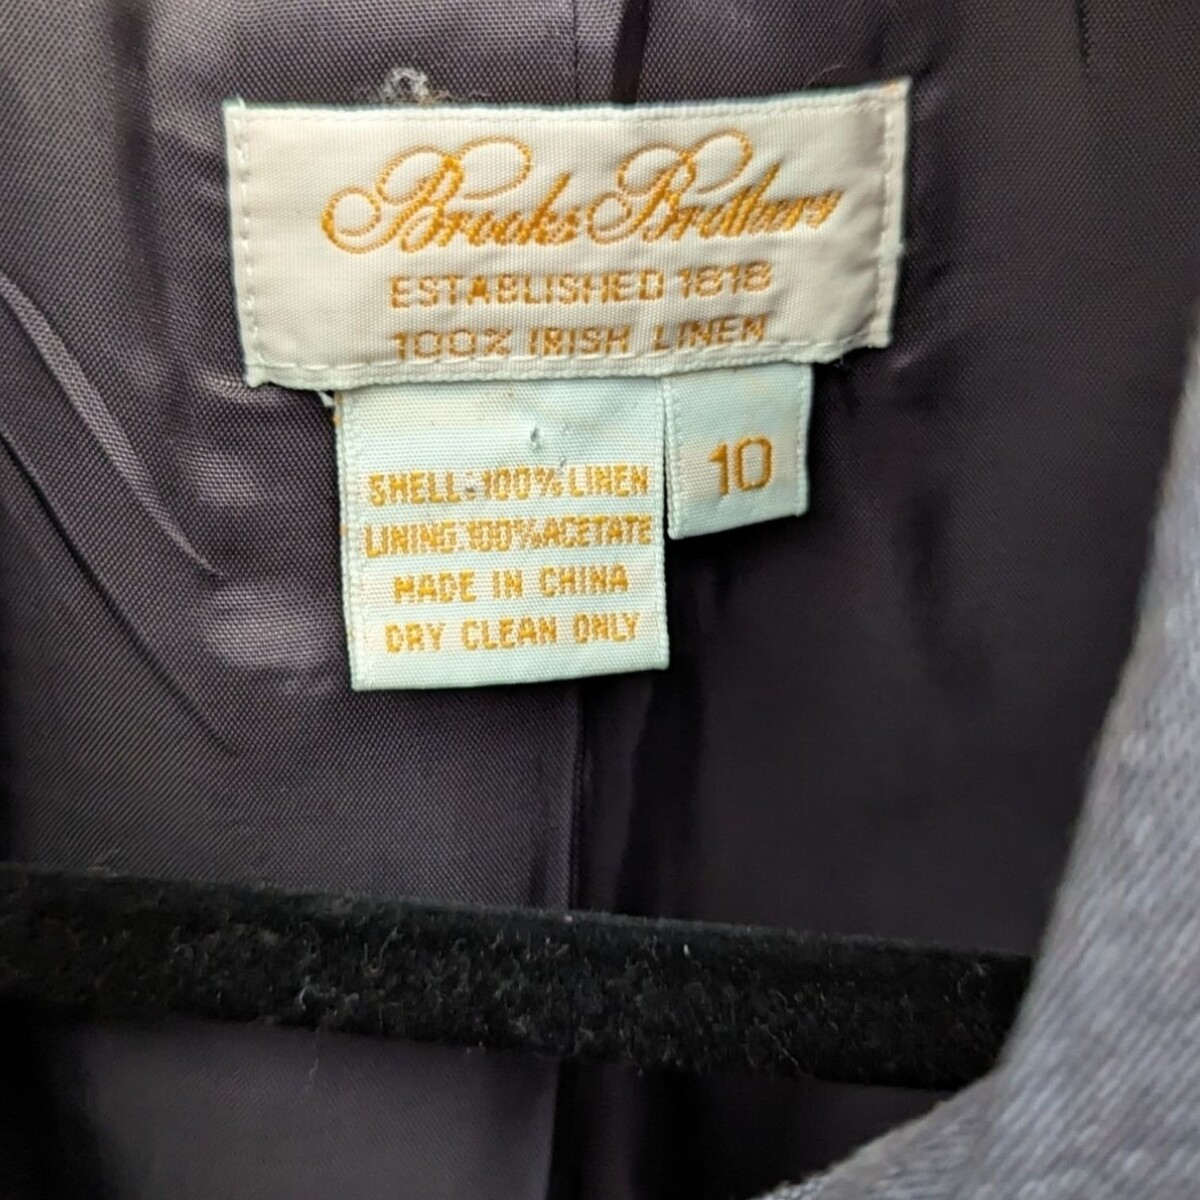 Brooks Brothers
ESTABLISHED 1818
100% IRISH LINEN
10
SHELL:100% LINEN
LINING:100% ACETATE
MADE IN CHINA
DRY CLEAN ONLY